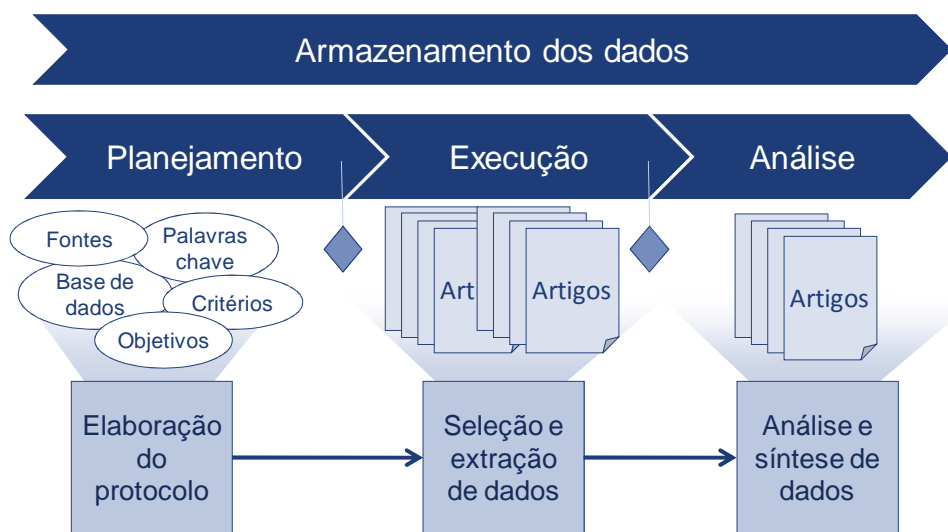 Armazenamento dos dados
Planejamento
Execução
Análise
Fontes
Palavras
chave
Base de
dados
Critérios
Objetivos
Arti
Artigos
Artigos
Elaboração
do
protocolo
Seleção e
extração
de dados
Análise e
síntese de
dados